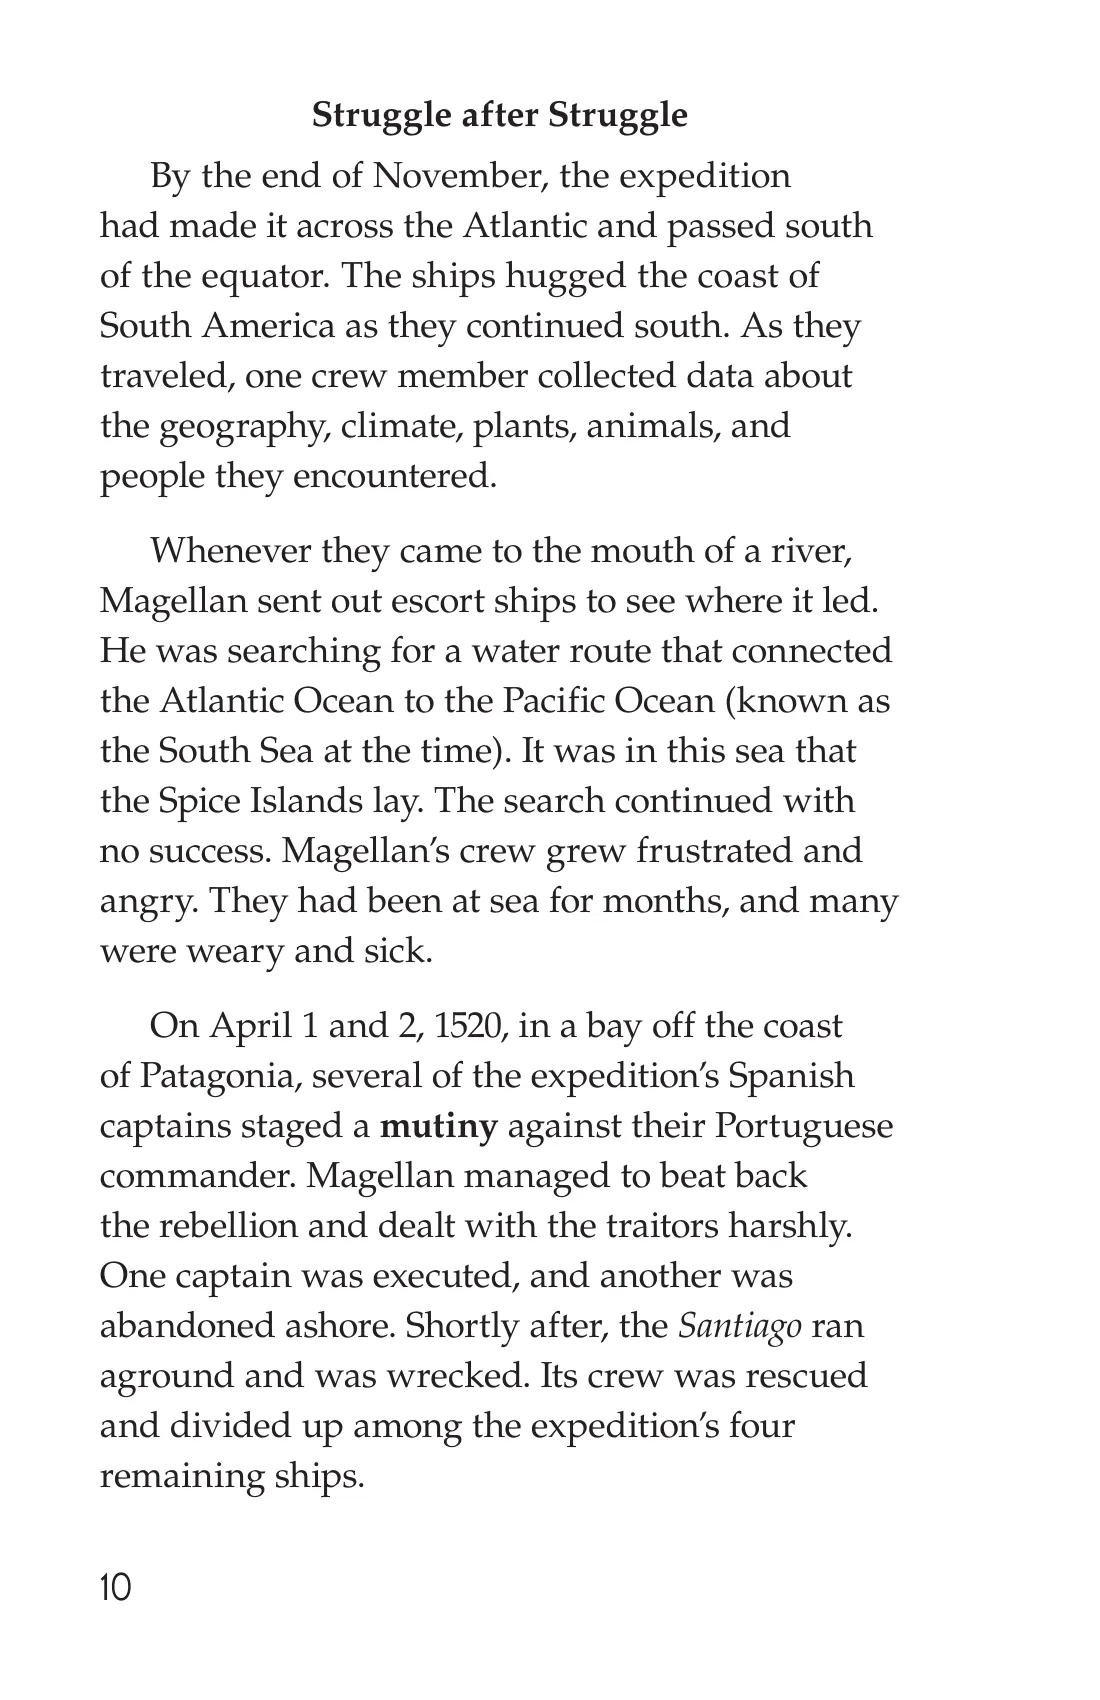 Struggle after Struggle
By the end of November, the expedition
had made it across the Atlantic and passed south
of the equator. The ships hugged the coast of
South America as they continued south. As they
traveled, one crew member collected data about
the geography, climate, plants, animals, and
people they encountered.
Whenever they came to the mouth of a river,
Magellan sent out escort ships to see where it led.
He was searching for a water route that connected
the Atlantic Ocean to the Pacific Ocean (known as
the South Sea at the time). It was in this sea that
the Spice Islands lay. The search continued with
no success. Magellan’s crew grew frustrated and
angry. They had been at sea for months, and many
were weary and sick.
On April 1 and 2, 1520, in a bay off the coast
of Patagonia, several of the expedition’s Spanish
captains staged a mutiny against their Portuguese
commander. Magellan managed to beat back
the rebellion and dealt with the traitors harshly.
One captain was executed, and another was
abandoned ashore. Shortly after, the Santiago ran
aground and was wrecked. Its crew was rescued
and divided up among the expedition’s four
remaining ships.
10